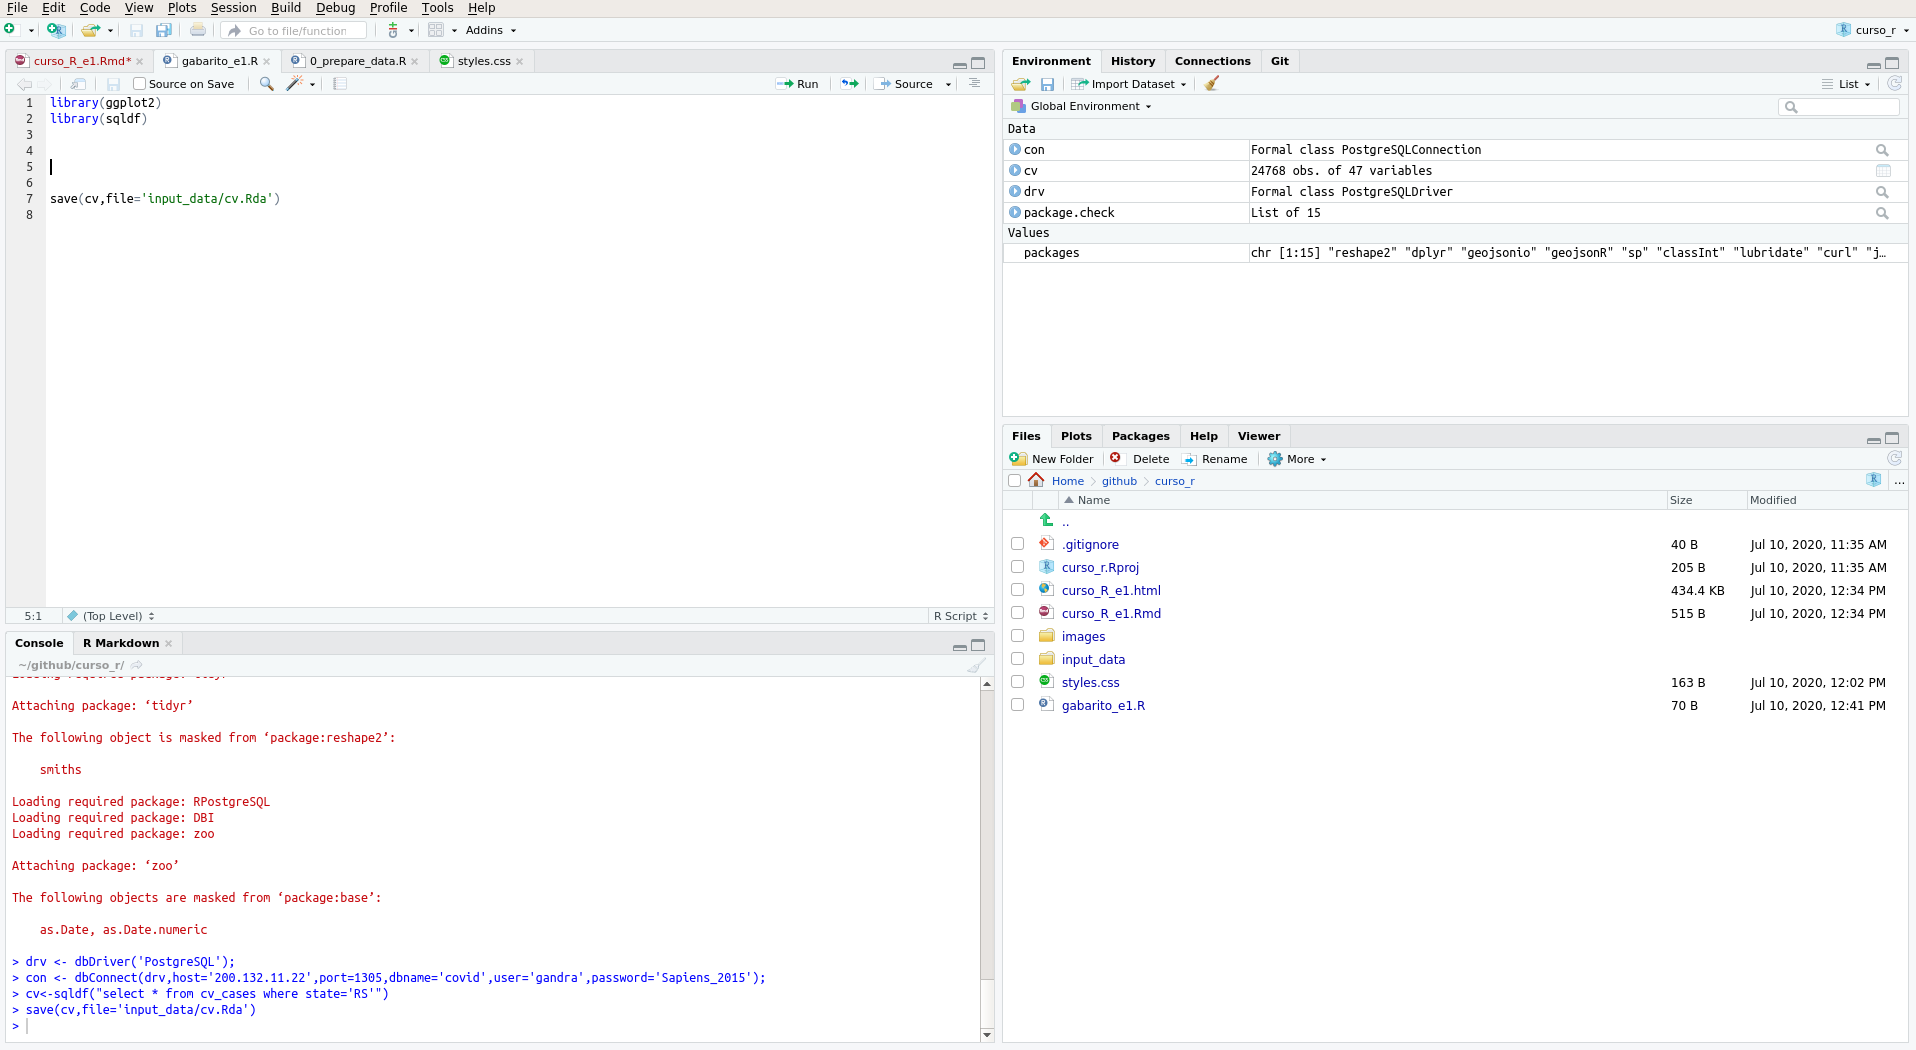 File Edit Code View Plots Session Build Debug Profile Tools Help
Go to file/function Addins curso_r
curso_R_e1.Rmd* gabarito_e1.R 0_prepare_data.R styles.css
Source on Save Run Source
1 library(ggplot2)
2 library(sqldf)
3
4
5
6
7 save(cv,file='input_data/cv.Rda')
8
5:1 (Top Level) R Script
Console R Markdown
~/github/curso_r/
Attaching package: ‘tidyr’
The following object is masked from ‘package:reshape2’:
smiths
Loading required package: RPostgreSQL
Loading required package: DBI
Loading required package: zoo
Attaching package: ‘zoo’
The following objects are masked from ‘package:base’:
as.Date, as.Date.numeric
> drv <- dbDriver('PostgreSQL');
> con <- dbConnect(drv,host='200.132.11.22',port=1305,dbname='covid',user='gandra',password='Sapiens_2015');
> cv<-sqldf("select * from cv_cases where state='RS'")
> save(cv,file='input_data/cv.Rda')
>
Environment History Connections Git
Import Dataset List
Global Environment
Data
con Formal class PostgreSQLConnection
cv 24768 obs. of 47 variables
drv Formal class PostgreSQLDriver
package.check List of 15
Values
packages chr [1:15] "reshape2" "dplyr" "geojsonio" "geojsonR" "sp" "classInt" "lubridate" "curl" "j…
Files Plots Packages Help Viewer
New Folder Delete Rename More
Home github curso_r ...
Name Size Modified
..
.gitignore 40 B Jul 10, 2020, 11:35 AM
curso_r.Rproj 205 B Jul 10, 2020, 11:35 AM
curso_R_e1.html 434.4 KB Jul 10, 2020, 12:34 PM
curso_R_e1.Rmd 515 B Jul 10, 2020, 12:34 PM
images
input_data
styles.css 163 B Jul 10, 2020, 12:02 PM
gabarito_e1.R 70 B Jul 10, 2020, 12:41 PM